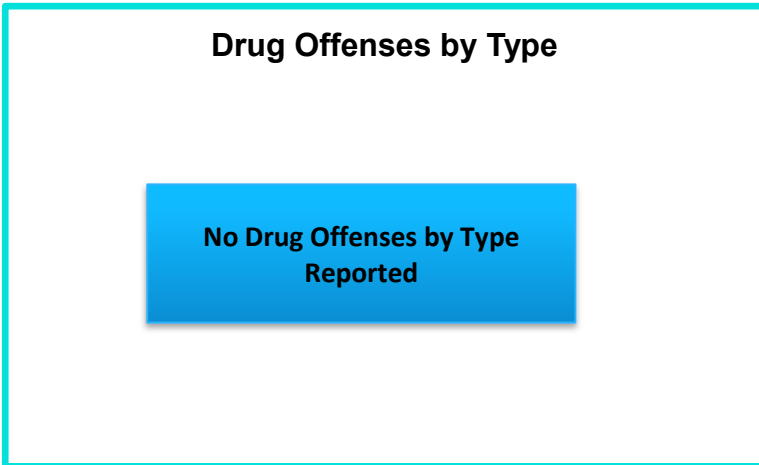 Drug Offenses by Type
No Drug Offenses by Type
Reported